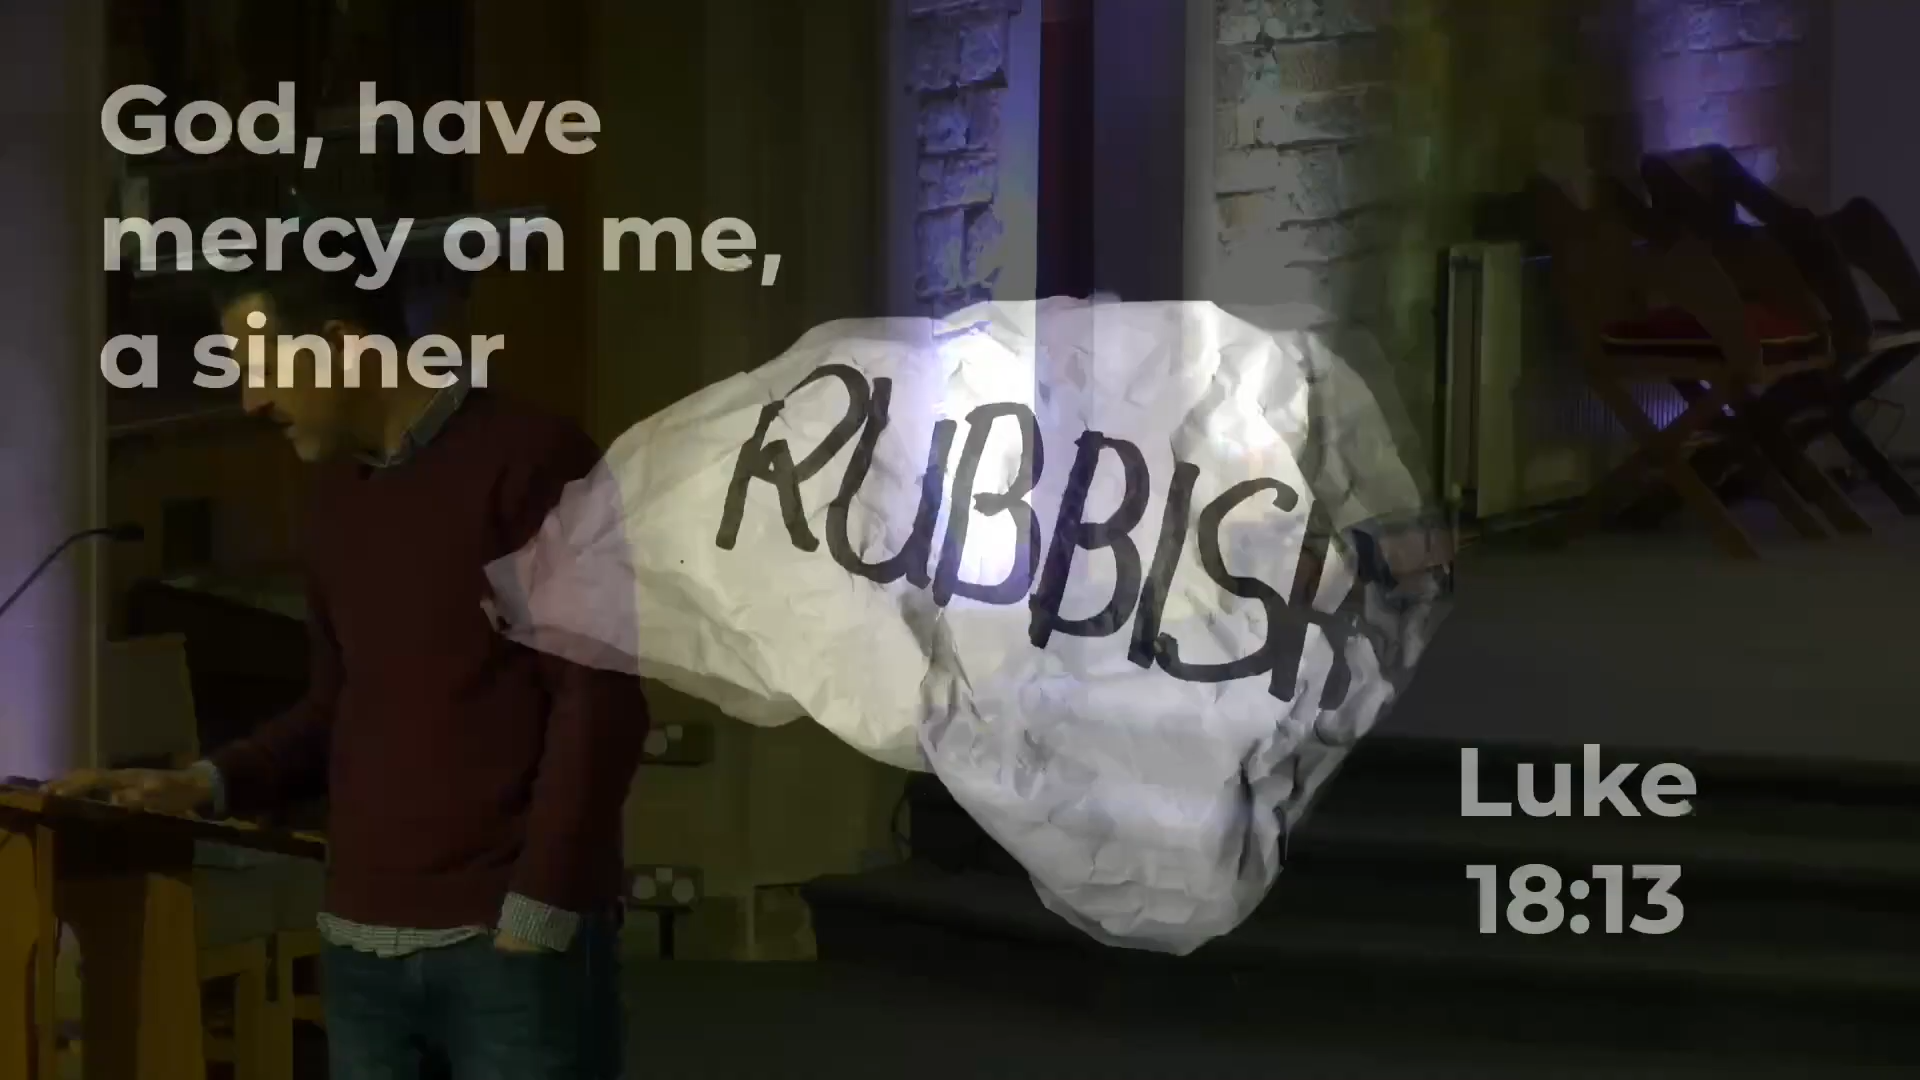 God, have
mercy on me,
a sinner
RUBBISH
Luke
18:13